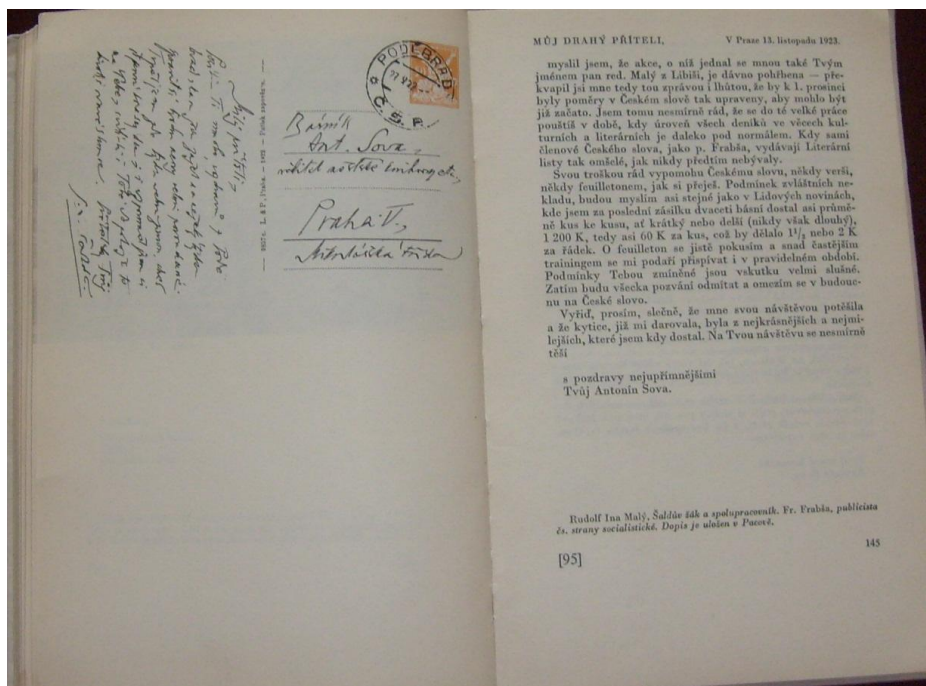 PODĚBRADY
Č. S. P.
Básník
Ant. Sova,
ředitel městské knihovny etc.,
Praha V.,
Milý příteli,
MŮJ DRAHÝ PŘÍTELI, V Praze 13. listopadu 1923.
myslil jsem, že akce, o níž jednal se mnou také Tvým
jménem pan red. Malý z Libiši, je dávno pohřbena — pře-
kvapil jsi mne tedy tou zprávou i lhůtou, že by k 1. prosinci
byly poměry v Českém slově tak upraveny, aby mohlo být
již začato. Jsem tomu nesmírně rád, že se do té velké práce
pouštíš v době, kdy úroveň všech deníků ve věcech kul-
turních a literárních je daleko pod normálem. Kdy sami
členové Českého slova, jako p. Frabša, vydávají Literární
listy tak omšelé, jak nikdy předtím nebývaly.
Svou troškou rád vypomohu Českému slovu, někdy verši,
někdy feuilletonem, jak si přeješ. Podmínek zvláštních ne-
kladu, budou myslím asi stejné jako v Lidových novinách,
kde jsem za poslední zásilku dvaceti básní dostal asi průmě-
ně kus ke kusu, ať krátký nebo delší (nikdy však dlouhý),
1 200 K, tedy asi 60 K za kus, což by dělalo 1¹/₂ nebo 2 K
za řádek. O feuilleton se jistě pokusím a snad častějším
trainingem se mi podaří přispívat i v pravidelném období.
Podmínky Tebou zmíněné jsou vskutku velmi slušné.
Zatím budu všecka pozvání odmítat a omezím se v budouc-
nu na České slovo.
Vyřiď, prosím, slečně, že mne svou návštěvou potěšila
a že kytice, již mi darovala, byla z nejkrásnějších a nejmi-
lejších, které jsem kdy dostal. Na Tvou návštěvu se nesmírně
těší
s pozdravy nejupřímnějšími
Tvůj Antonín Sova.
Rudolf Ina Malý, Šaldův žák a spolupracovník. Fr. Frabša, publicista
čs. strany socialistické. Dopis je uložen v Pacově.
145
[95]